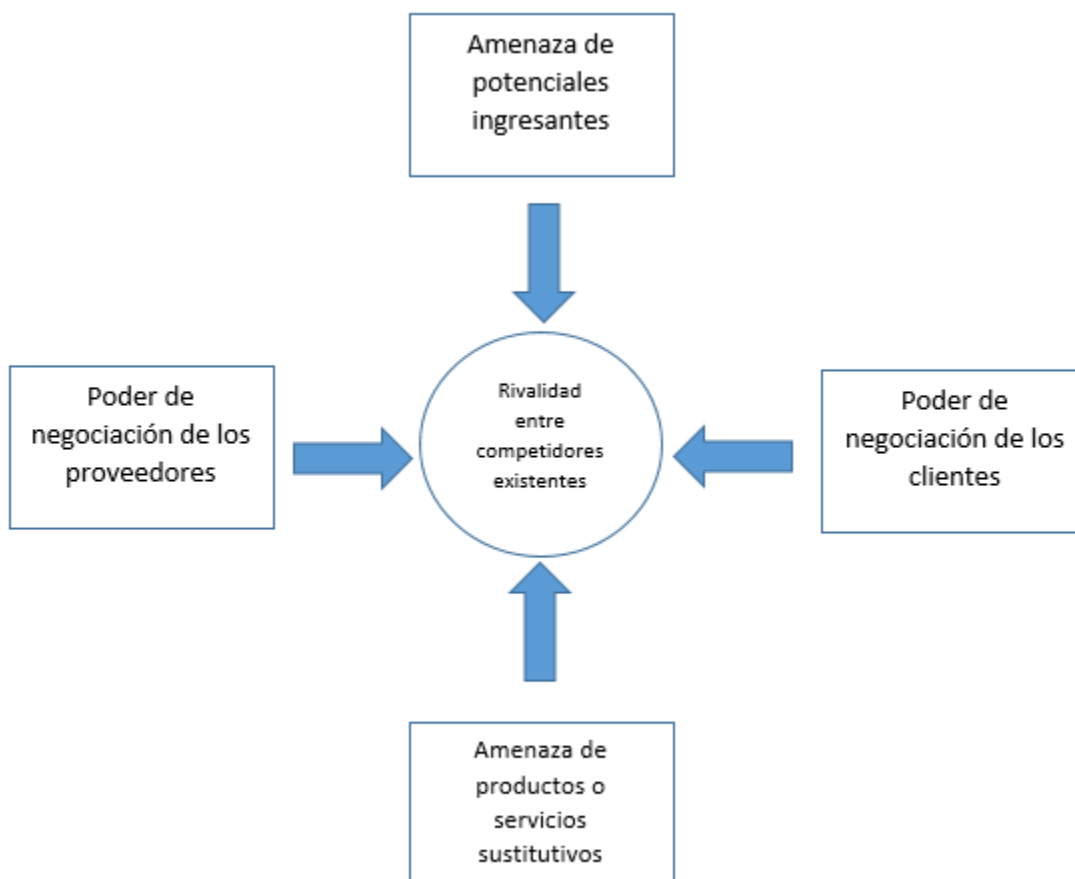 Amenaza de
potenciales
ingresantes
Poder de
negociación de los
proveedores
Rivalidad
entre
competidores
existentes
Poder de
negociación de los
clientes
Amenaza de
productos o
servicios
sustitutivos